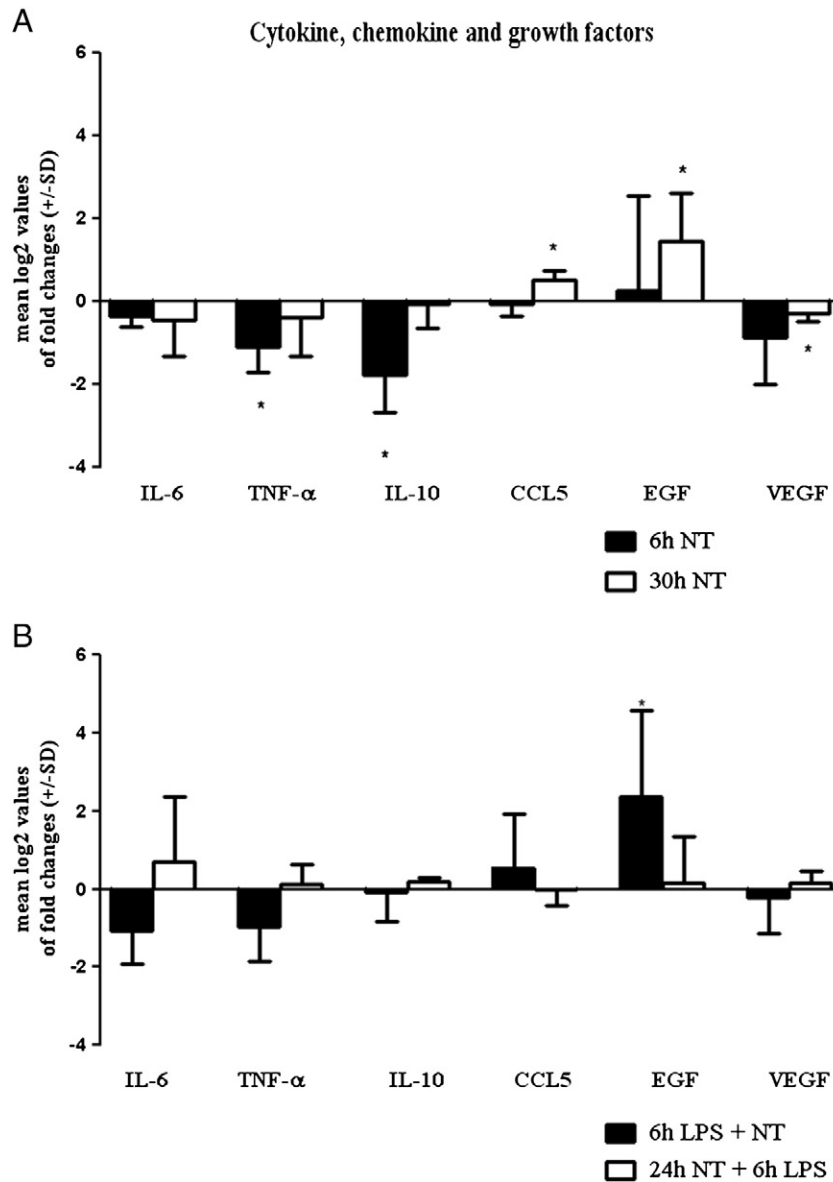 A
Cytokine, chemokine and growth factors
mean log2 values
of fold changes (+/-SD)
6
4
2
0
-2
-4
*
*
*
*
*
IL-6 TNF-α IL-10 CCL5 EGF VEGF
6h NT
30h NT
B
mean log2 values
of fold changes (+/-SD)
6
4
2
0
-2
-4
*
IL-6 TNF-α IL-10 CCL5 EGF VEGF
6h LPS + NT
24h NT + 6h LPS